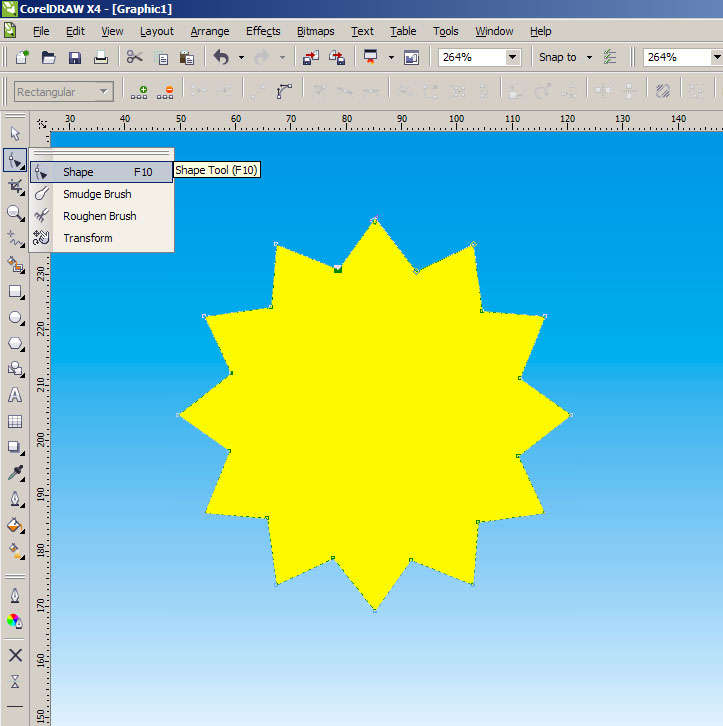 CorelDRAW X4 - [Graphic1]
File Edit View Layout Arrange Effects Bitmaps Text Table Tools Window Help
264% Snap to 264%
Rectangular
30 40 50 60 70 80 90 100 110 120 130 140
Shape F10
Shape Tool (F10)
Smudge Brush
Roughen Brush
Transform
230
220
210
200
190
180
170
160
150